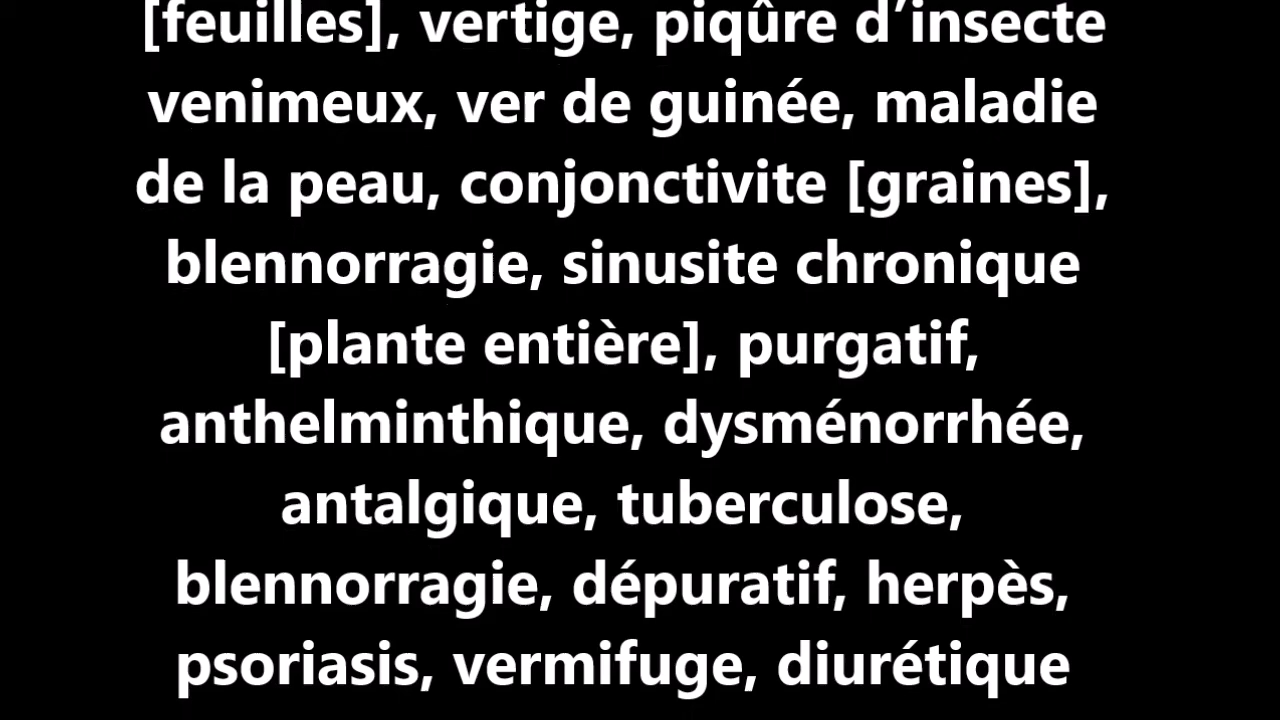 [feuilles], vertige, piqûre d’insecte
venimeux, ver de guinée, maladie
de la peau, conjonctivite [graines],
blennorragie, sinusite chronique
[plante entière], purgatif,
anthelminthique, dysménorrhée,
antalgique, tuberculose,
blennorragie, dépuratif, herpès,
psoriasis, vermifuge, diurétique